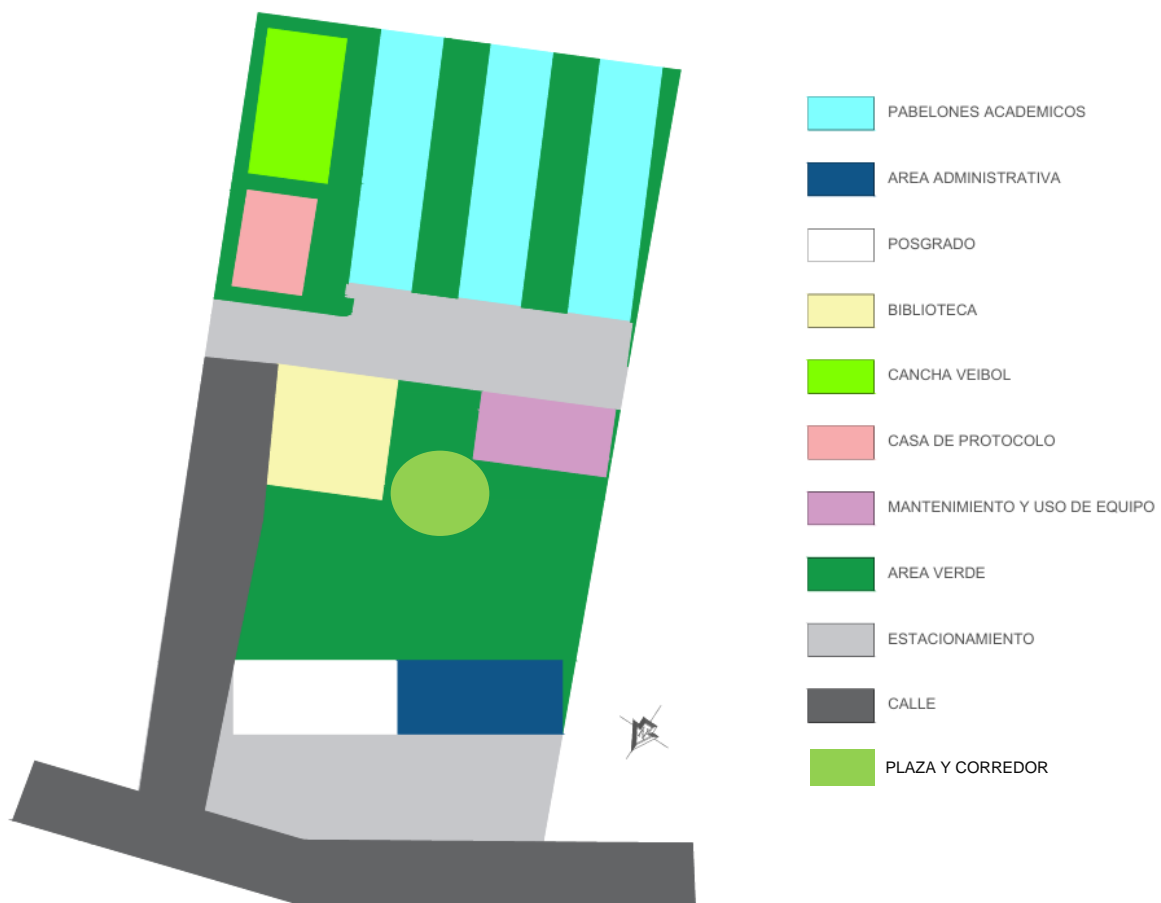 PABELONES ACADEMICOS
AREA ADMINISTRATIVA
POSGRADO
BIBLIOTECA
CANCHA VEIBOL
CASA DE PROTOCOLO
MANTENIMIENTO Y USO DE EQUIPO
AREA VERDE
ESTACIONAMIENTO
CALLE
PLAZA Y CORREDOR